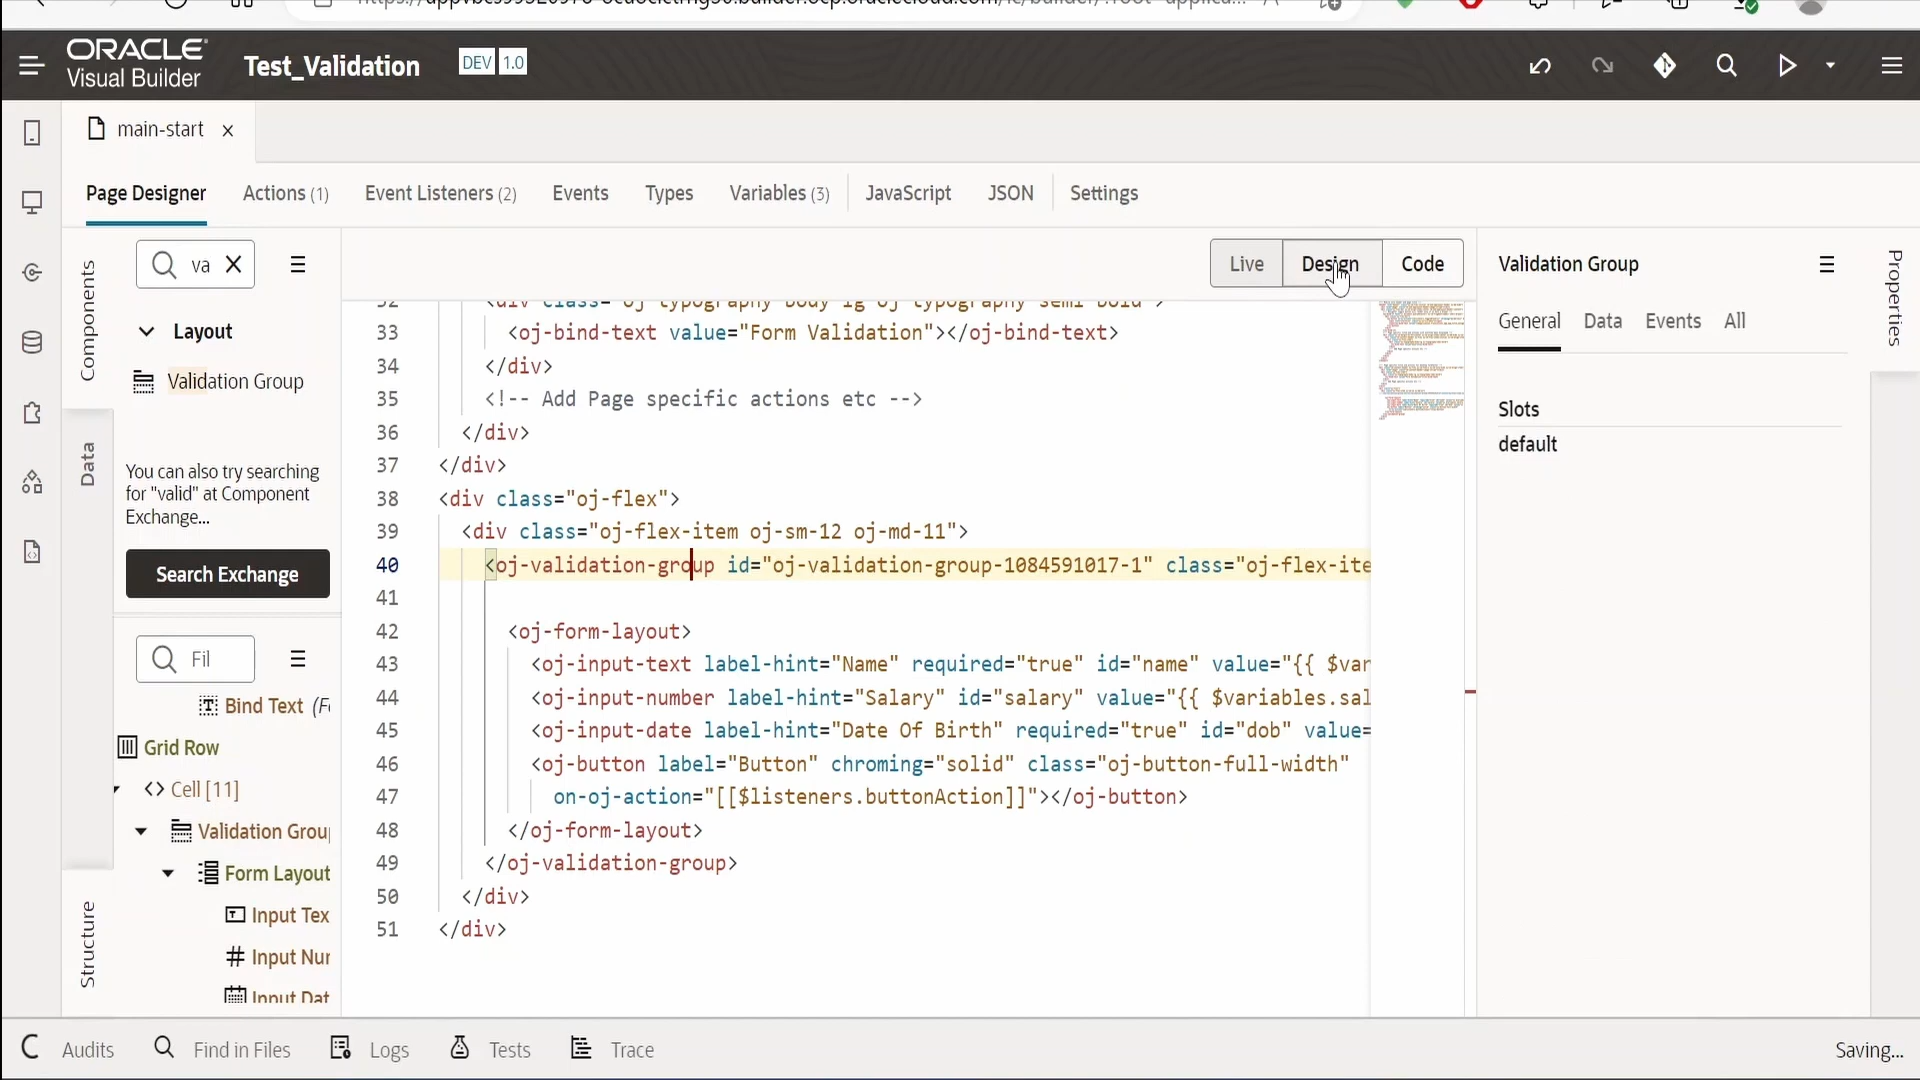 ORACLE
Visual Builder
Test_Validation
DEV 1.0
main-start
Page Designer
Actions (1)
Event Listeners (2)
Events
Types
Variables (3)
JavaScript
JSON
Settings
Components
va
Layout
Validation Group
You can also try searching
for "valid" at Component
Exchange...
Search Exchange
Data
Fil
Bind Text (F
Grid Row
<> Cell [11]
Validation Grou
Form Layout
Input Tex
# Input Nur
Input Dat
Structure
Live
Design
Code
33 <oj-bind-text value="Form Validation"></oj-bind-text>
34 </div>
35 <!-- Add Page specific actions etc -->
36 </div>
37 </div>
38 <div class="oj-flex">
39 <div class="oj-flex-item oj-sm-12 oj-md-11">
40 <oj-validation-group id="oj-validation-group-1084591017-1" class="oj-flex-ite
41
42 <oj-form-layout>
43 <oj-input-text label-hint="Name" required="true" id="name" value="{{ $var
44 <oj-input-number label-hint="Salary" id="salary" value="{{ $variables.sal
45 <oj-input-date label-hint="Date Of Birth" required="true" id="dob" value=
46 <oj-button label="Button" chroming="solid" class="oj-button-full-width"
47 on-oj-action="[[$listeners.buttonAction]]"></oj-button>
48 </oj-form-layout>
49 </oj-validation-group>
50 </div>
51 </div>
Validation Group
General
Data
Events
All
Slots
default
Properties
Audits
Find in Files
Logs
Tests
Trace
Saving...